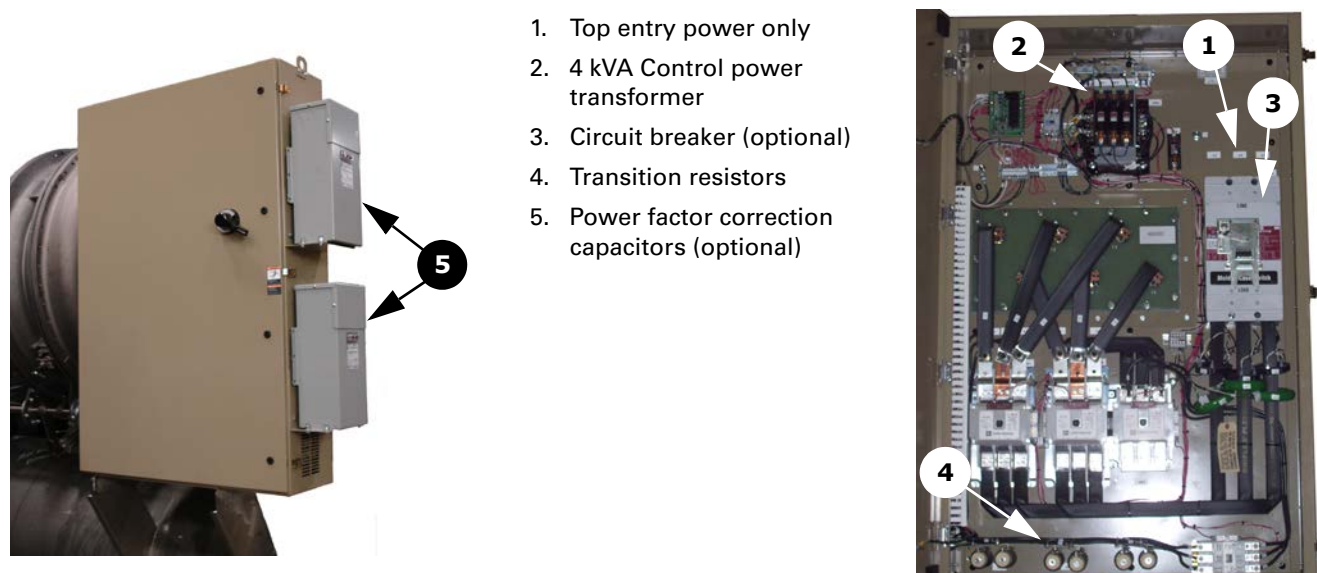 1. Top entry power only
2. 4 kVA Control power
transformer
3. Circuit breaker (optional)
4. Transition resistors
5. Power factor correction
capacitors (optional)
5
2
1
3
4